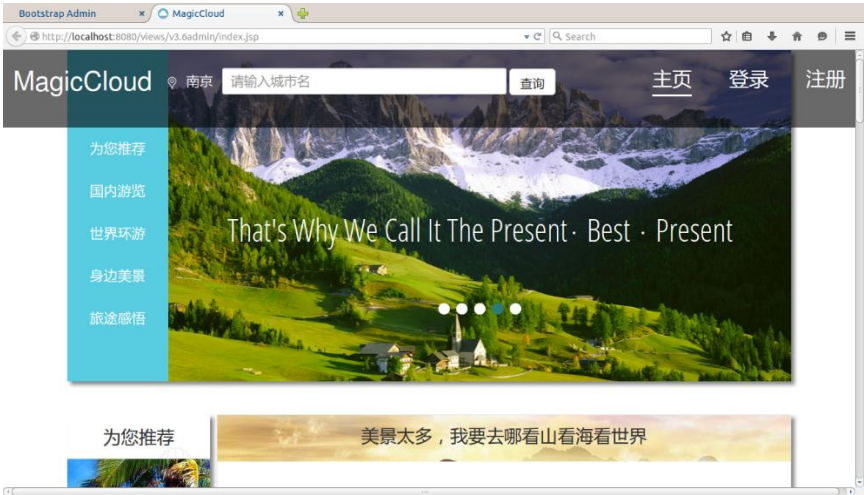 Bootstrap Admin
MagicCloud
http://localhost:8080/views/v3.6admin/index.jsp
Search
MagicCloud 南京 请输入城市名 查询 主页 登录 注册
为您推荐
国内游览
世界环游
身边美景
旅途感悟
That's Why We Call It The Present · Best · Present
为您推荐
美景太多，我要去哪看山看海看世界